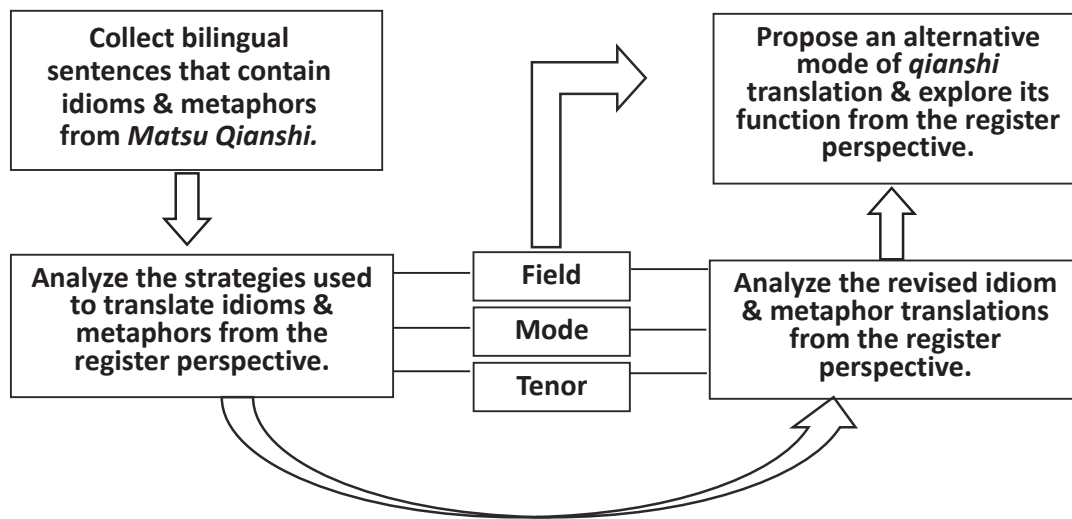 Collect bilingual
sentences that contain
idioms & metaphors
from Matsu Qianshi.
Propose an alternative
mode of qianshi
translation & explore its
function from the register
perspective.
Analyze the strategies used
to translate idioms &
metaphors from the
register perspective.
Field
Mode
Tenor
Analyze the revised idiom
& metaphor translations
from the register
perspective.